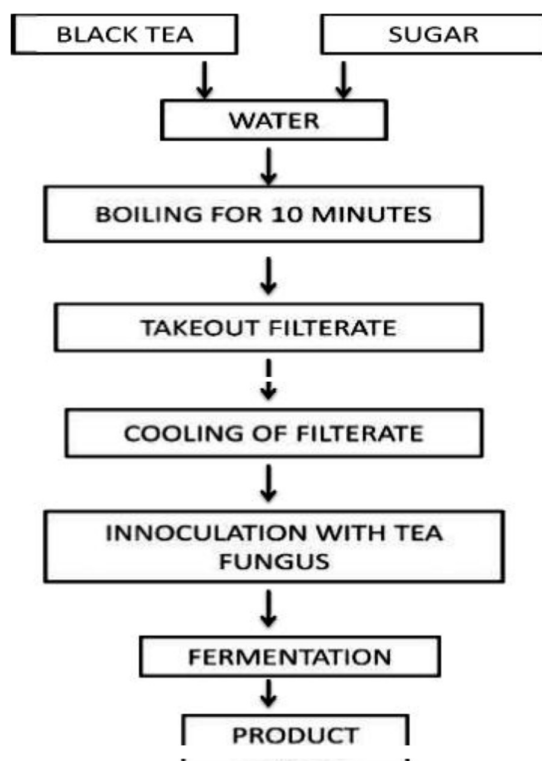 BLACK TEA
SUGAR
WATER
BOILING FOR 10 MINUTES
TAKEOUT FILTERATE
COOLING OF FILTERATE
INNOCULATION WITH TEA
FUNGUS
FERMENTATION
PRODUCT